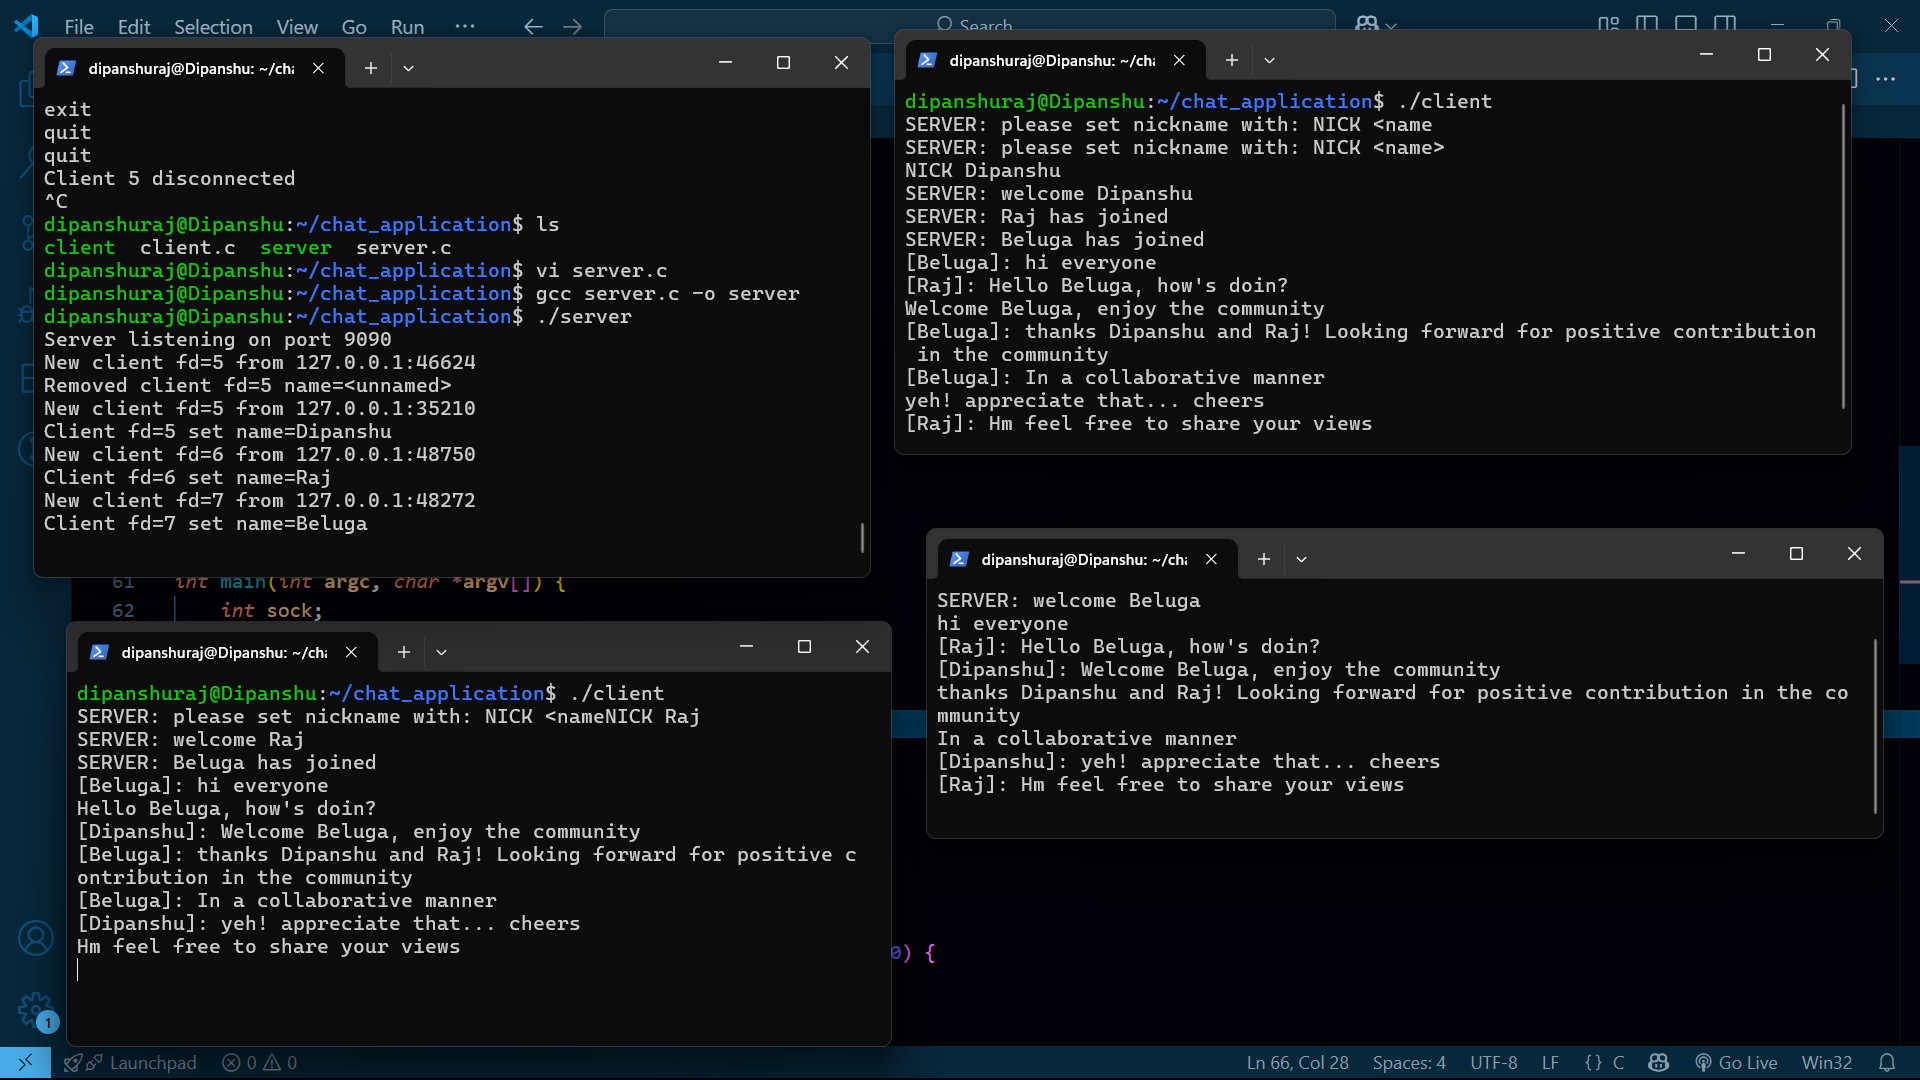 File Edit Selection View Go Run ···
Search
dipanshuraj@Dipanshu: ~/cha
exit
quit
quit
Client 5 disconnected
^C
dipanshuraj@Dipanshu:~/chat_application$ ls
client  client.c  server  server.c
dipanshuraj@Dipanshu:~/chat_application$ vi server.c
dipanshuraj@Dipanshu:~/chat_application$ gcc server.c -o server
dipanshuraj@Dipanshu:~/chat_application$ ./server
Server listening on port 9090
New client fd=5 from 127.0.0.1:46624
Removed client fd=5 name=<unnamed>
New client fd=5 from 127.0.0.1:35210
Client fd=5 set name=Dipanshu
New client fd=6 from 127.0.0.1:48750
Client fd=6 set name=Raj
New client fd=7 from 127.0.0.1:48272
Client fd=7 set name=Beluga
dipanshuraj@Dipanshu: ~/cha
dipanshuraj@Dipanshu:~/chat_application$ ./client
SERVER: please set nickname with: NICK <name
SERVER: please set nickname with: NICK <name>
NICK Dipanshu
SERVER: welcome Dipanshu
SERVER: Raj has joined
SERVER: Beluga has joined
[Beluga]: hi everyone
[Raj]: Hello Beluga, how's doin?
Welcome Beluga, enjoy the community
[Beluga]: thanks Dipanshu and Raj! Looking forward for positive contribution
 in the community
[Beluga]: In a collaborative manner
yeh! appreciate that... cheers
[Raj]: Hm feel free to share your views
61 int main(int argc, char *argv[]) {
62 int sock;
dipanshuraj@Dipanshu: ~/cha
dipanshuraj@Dipanshu:~/chat_application$ ./client
SERVER: please set nickname with: NICK <nameNICK Raj
SERVER: welcome Raj
SERVER: Beluga has joined
[Beluga]: hi everyone
Hello Beluga, how's doin?
[Dipanshu]: Welcome Beluga, enjoy the community
[Beluga]: thanks Dipanshu and Raj! Looking forward for positive c
ontribution in the community
[Beluga]: In a collaborative manner
[Dipanshu]: yeh! appreciate that... cheers
Hm feel free to share your views
dipanshuraj@Dipanshu: ~/cha
SERVER: welcome Beluga
hi everyone
[Raj]: Hello Beluga, how's doin?
[Dipanshu]: Welcome Beluga, enjoy the community
thanks Dipanshu and Raj! Looking forward for positive contribution in the co
mmunity
In a collaborative manner
[Dipanshu]: yeh! appreciate that... cheers
[Raj]: Hm feel free to share your views
0) {
1
Launchpad 0 0 Ln 66, Col 28 Spaces: 4 UTF-8 LF {} C Go Live Win32